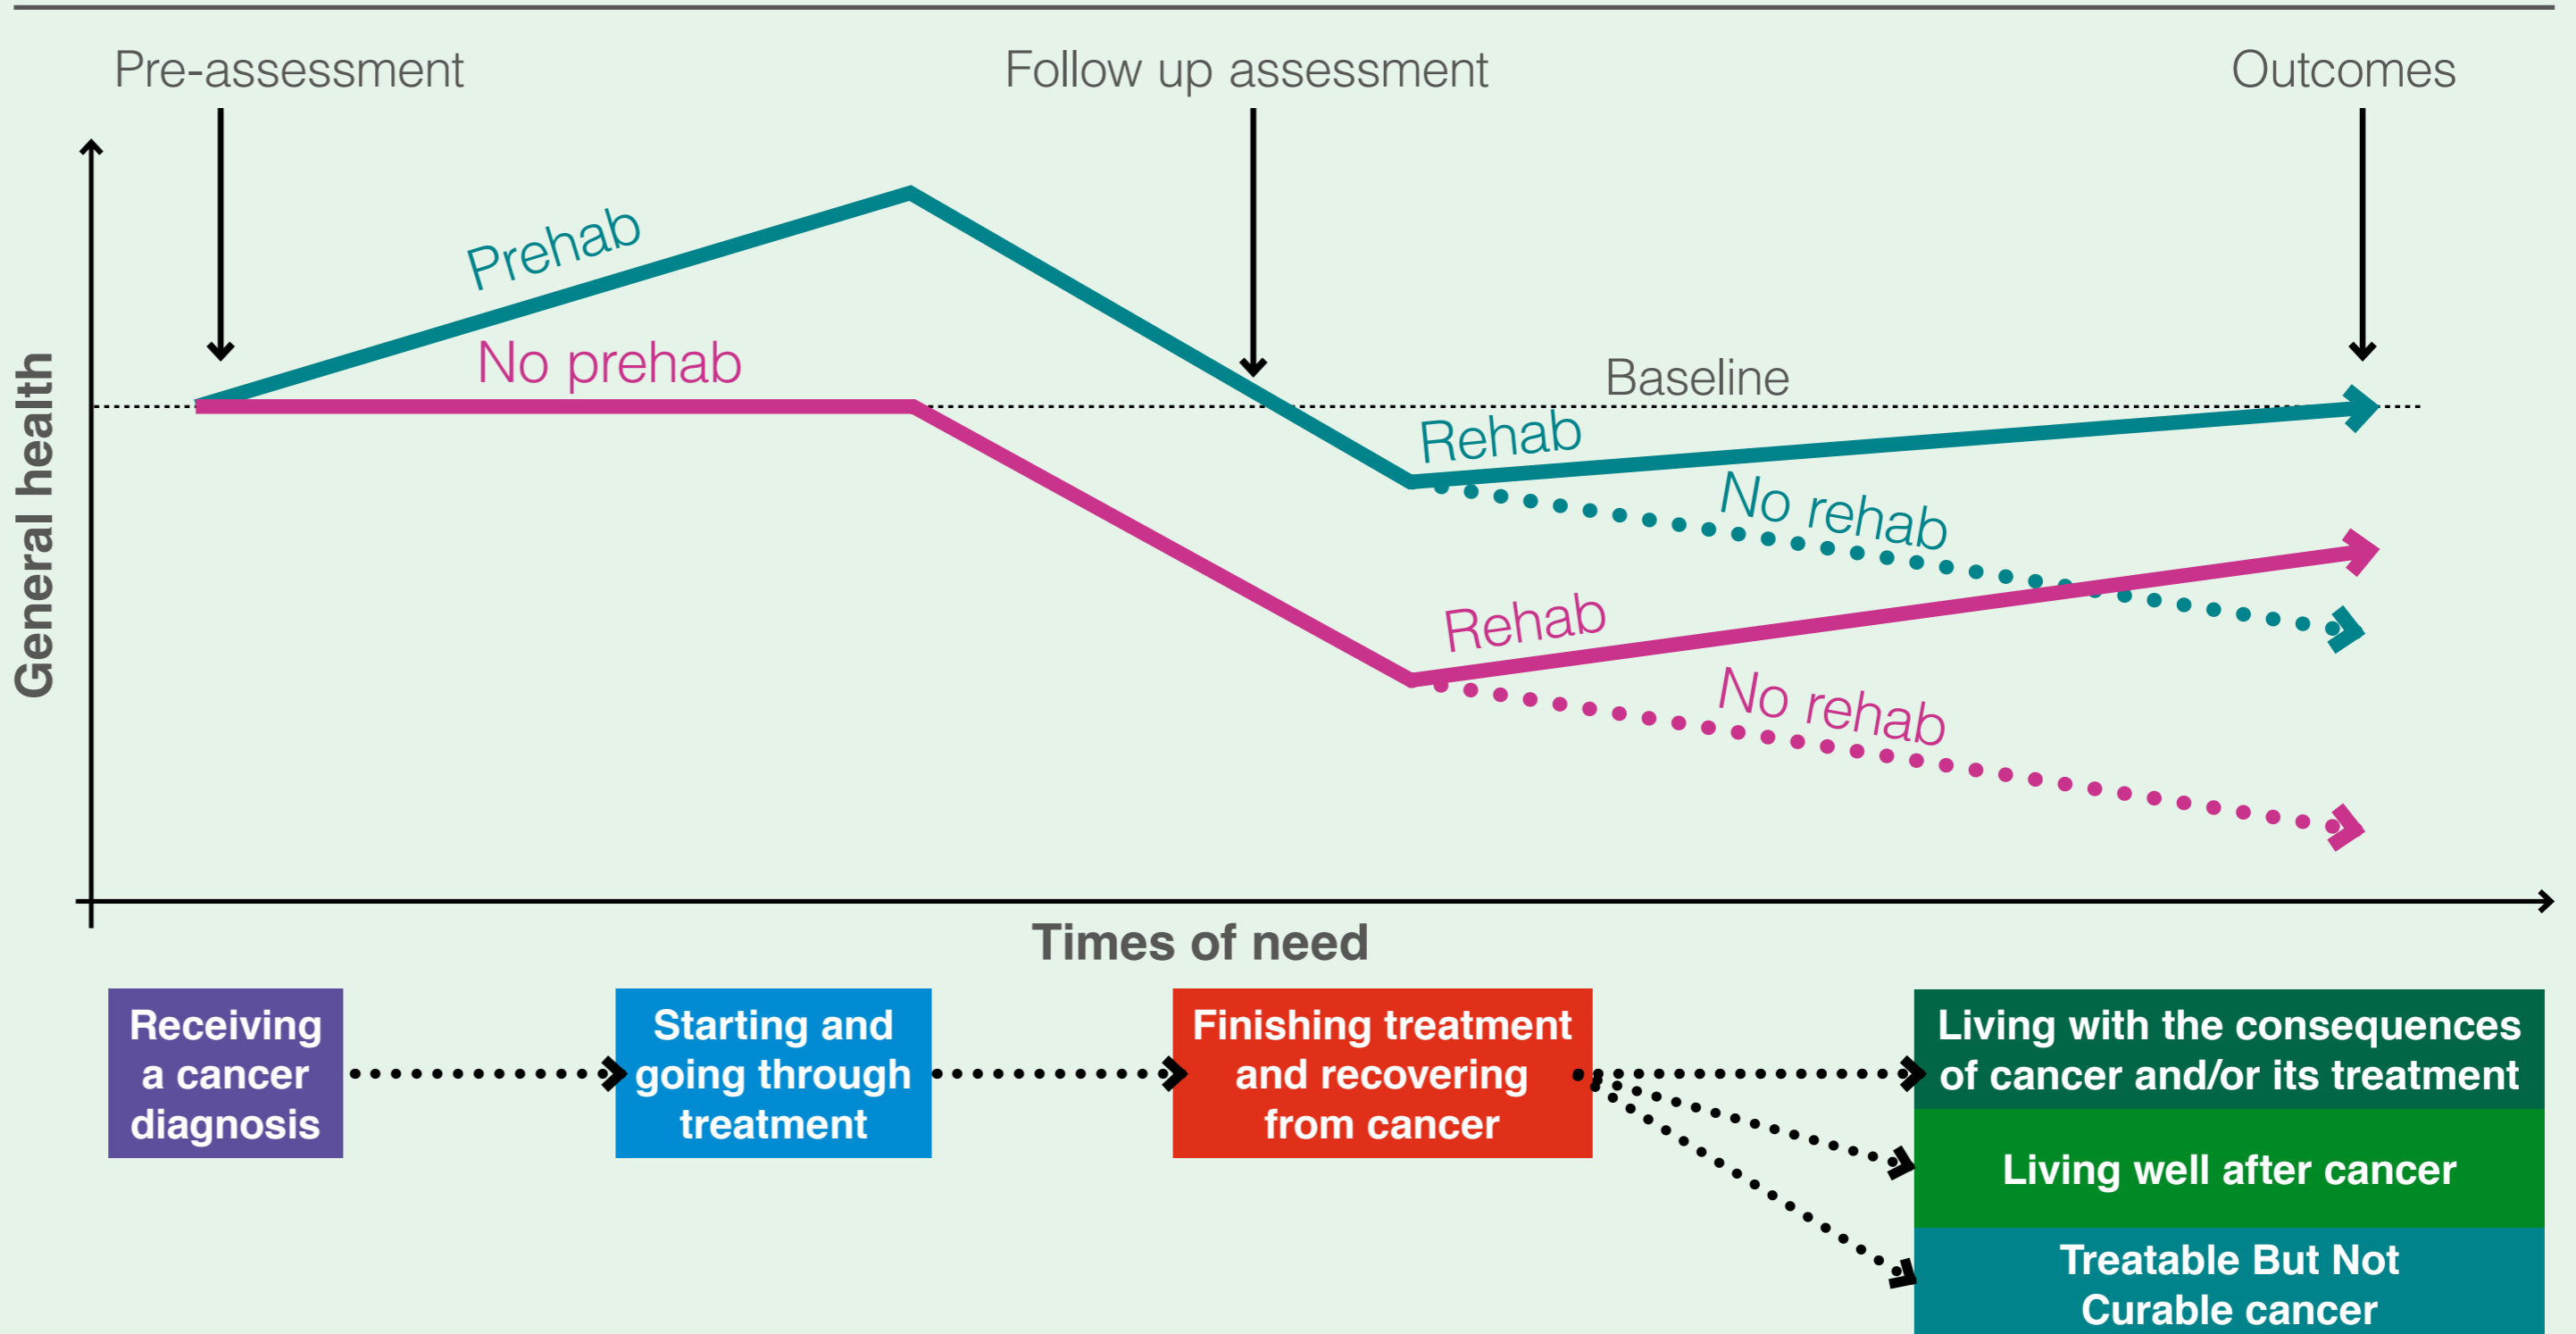 Pre-assessment
Follow up assessment
Outcomes
Prehab
No prehab
Baseline
Rehab
No rehab
Rehab
No rehab
General health
Times of need
Receiving
a cancer
diagnosis
Starting and
going through
treatment
Finishing treatment
and recovering
from cancer
Living with the consequences
of cancer and/or its treatment
Living well after cancer
Treatable But Not
Curable cancer